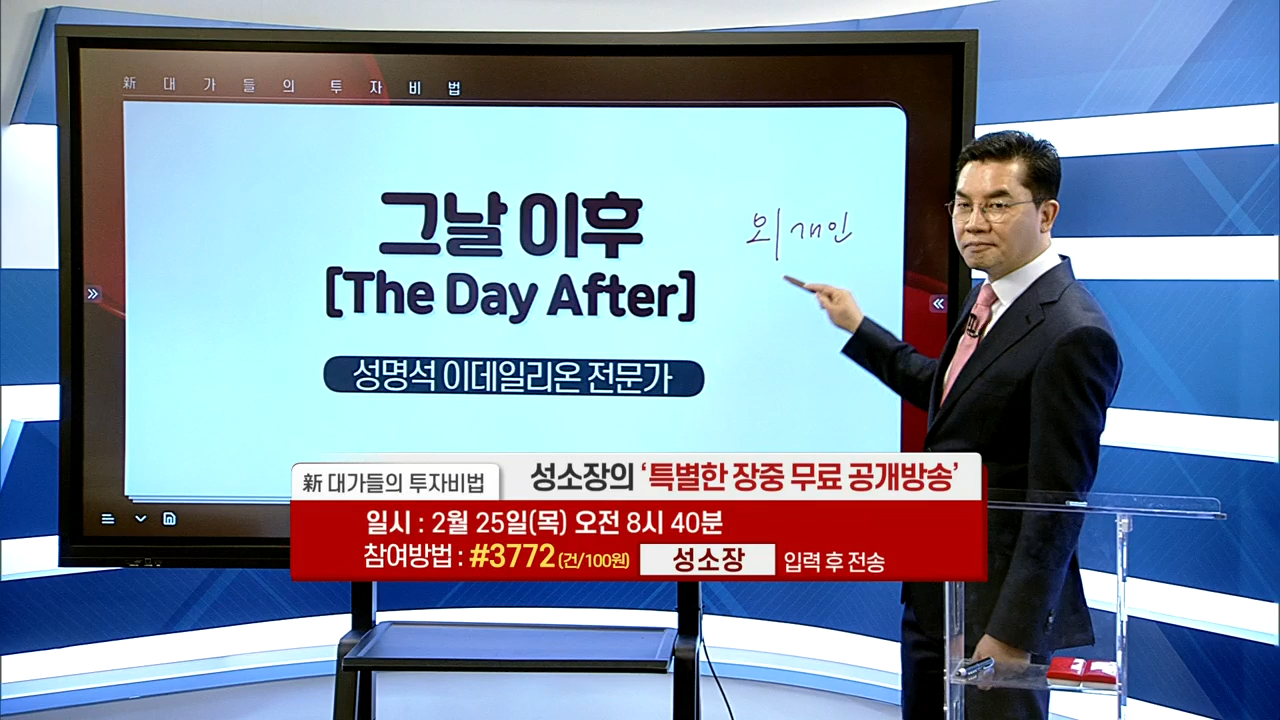 新 대가들의 투자비법
그날 이후
[The Day After]
외 개인
성명석 이데일리온 전문가
新 대가들의 투자비법
성소장의 ‘특별한 장중 무료 공개방송’
일시 : 2월 25일(목) 오전 8시 40분
참여방법 : #3772 (건/100원) 성소장 입력 후 전송